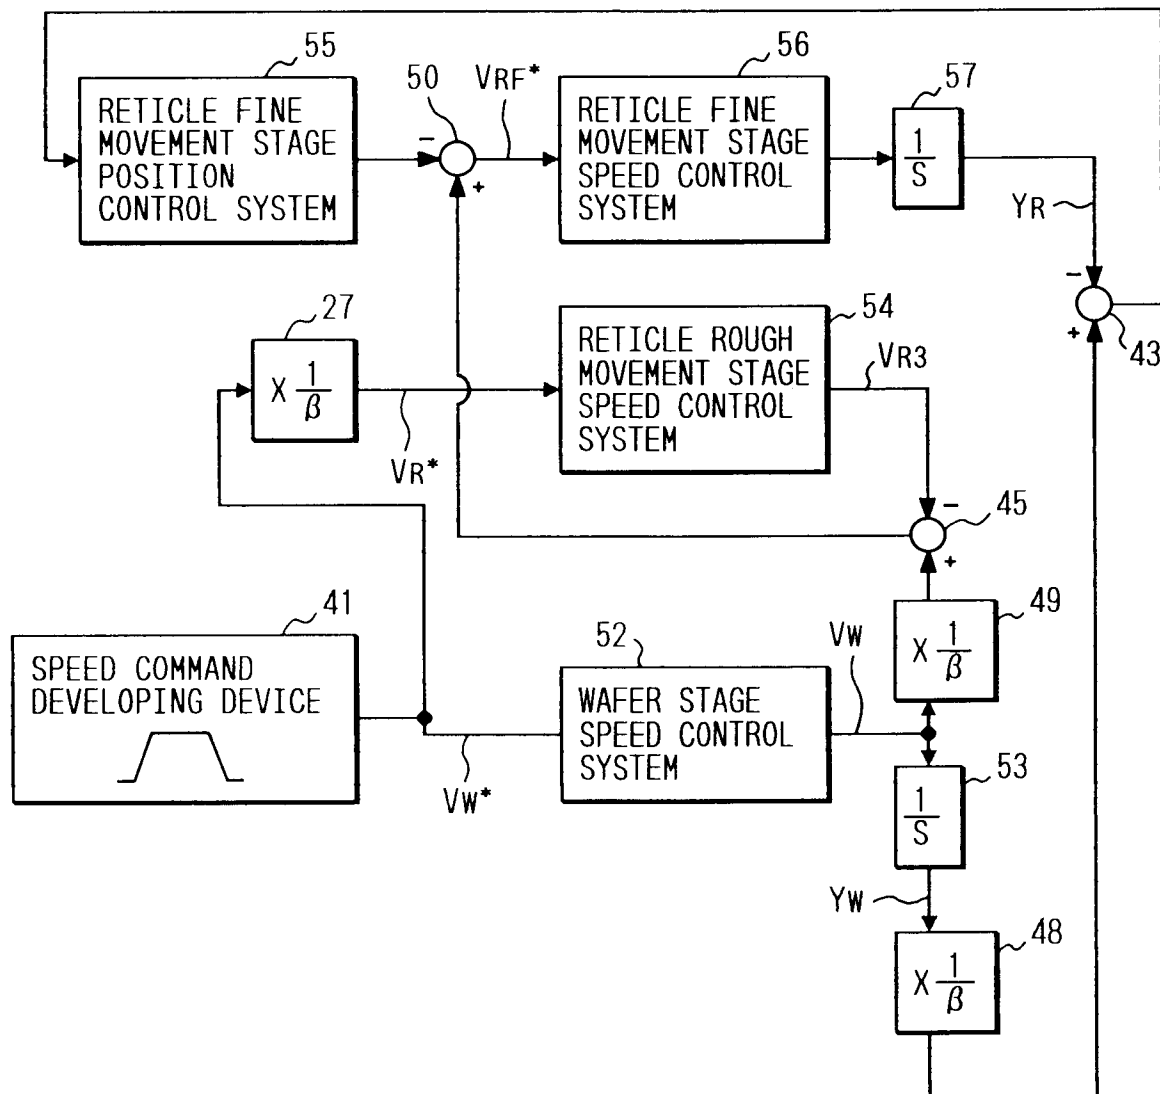 55
RETICLE FINE
MOVEMENT STAGE
POSITION
CONTROL SYSTEM
50
-
+
VRF*
56
RETICLE FINE
MOVEMENT STAGE
SPEED CONTROL
SYSTEM
57
1
S
YR
-
+
43
27
X 1
β
VR*
54
RETICLE ROUGH
MOVEMENT STAGE
SPEED CONTROL
SYSTEM
VR3
-
45
+
41
SPEED COMMAND
DEVELOPING DEVICE
VW*
52
WAFER STAGE
SPEED CONTROL
SYSTEM
VW
49
X 1
β
53
1
S
YW
48
X 1
β